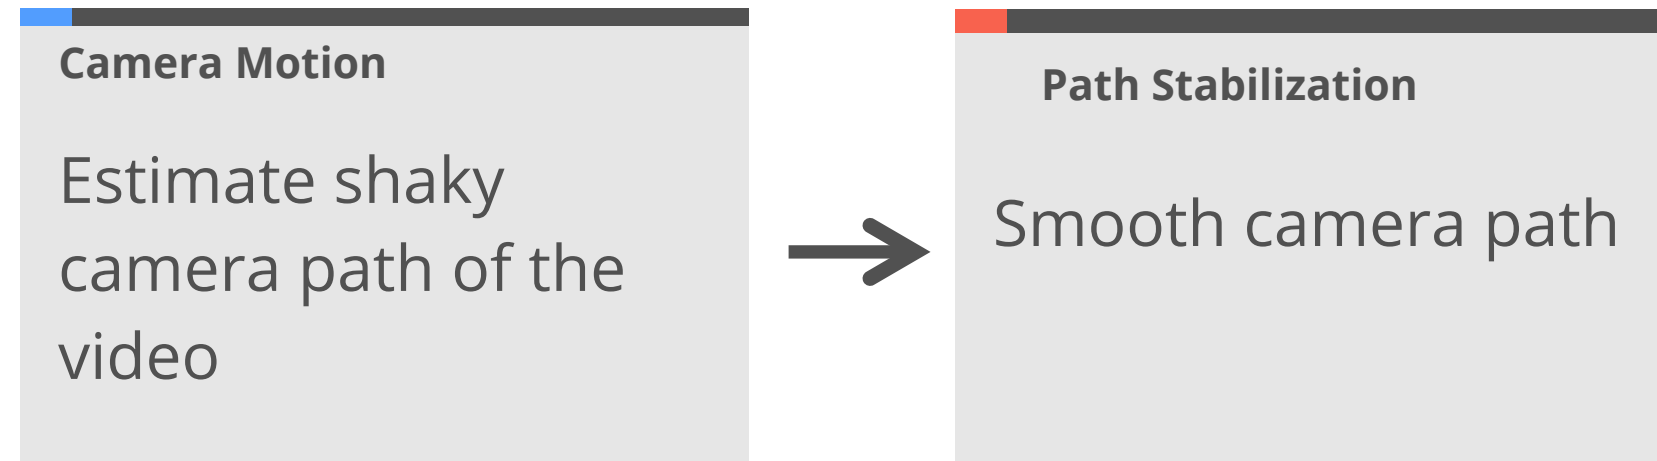 Camera Motion
Estimate shaky
camera path of the
video
Path Stabilization
Smooth camera path